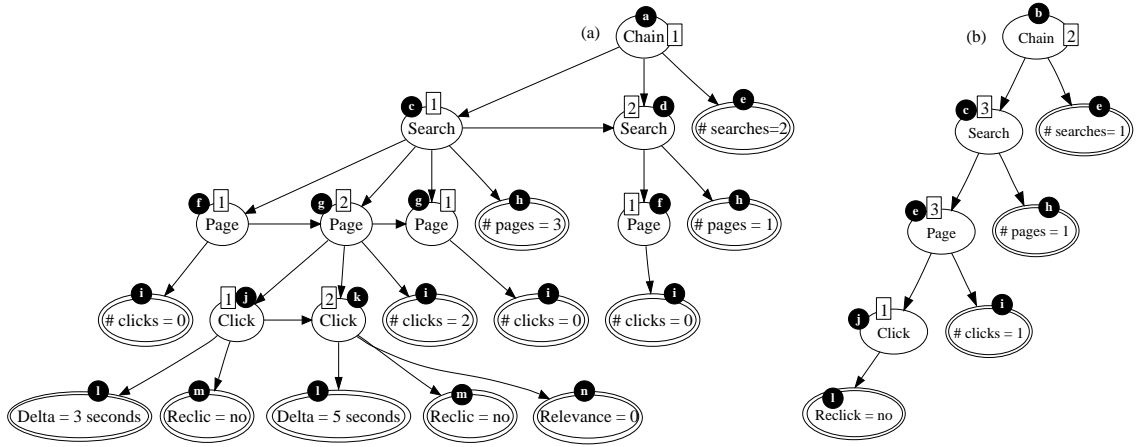 a
(a)
Chain
1
b
(b)
Chain
2
c
1
Search
2
d
Search
e
# searches=2
c
3
Search
e
# searches= 1
f
1
Page
g
2
Page
g
1
Page
h
# pages = 3
1
f
Page
h
# pages = 1
e
3
Page
h
# pages = 1
i
# clicks = 0
1
j
Click
2
k
Click
i
# clicks = 2
i
# clicks = 0
i
# clicks = 0
j
1
Click
i
# clicks = 1
l
Delta = 3 seconds
m
Reclic = no
l
Delta = 5 seconds
m
Reclic = no
n
Relevance = 0
l
Reclick = no